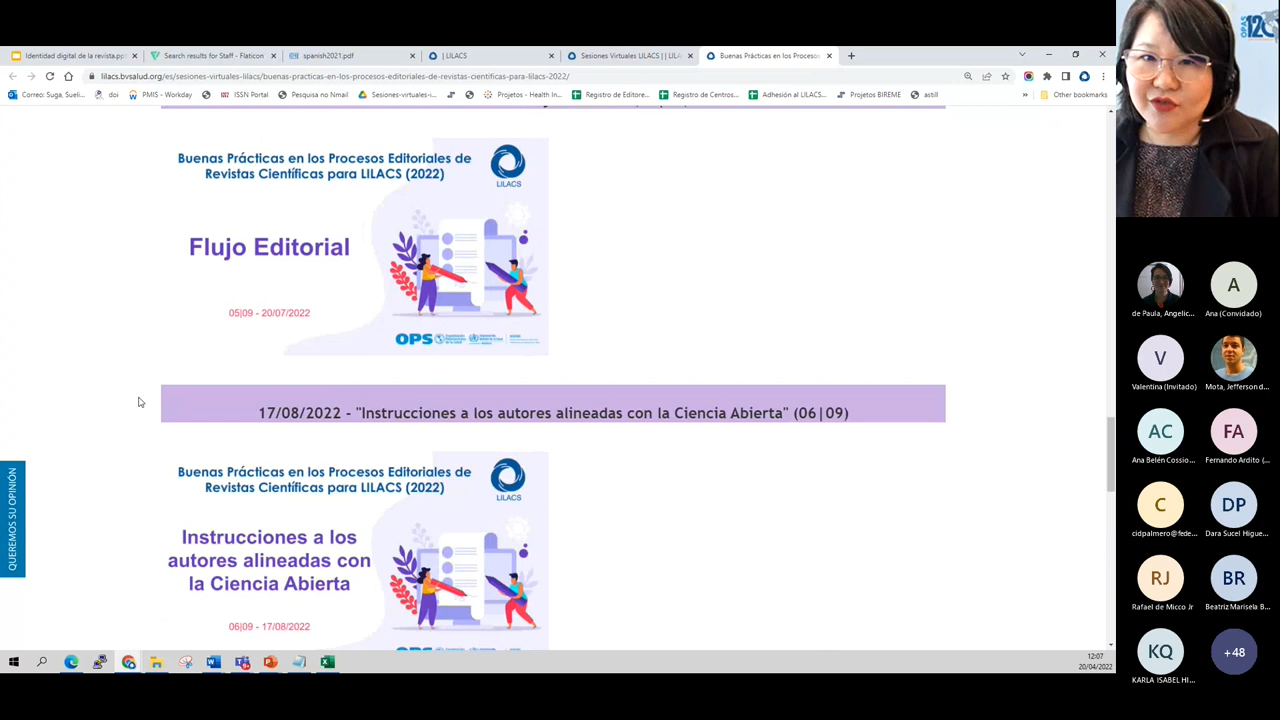 Identidad digital de la revista.pp
Search results for Staff - Flaticon
spanish2021.pdf
| LILACS
Sesiones Virtuales LILACS | | LIL
Buenas Prácticas en los Procesos
lilacs.bvsalud.org/es/sesiones-virtuales-lilacs/buenas-practicas-en-los-procesos-editoriales-de-revistas-cientificas-para-lilacs-2022/
Correo: Suga, Sueli...
doi
PMIS - Workday
ISSN Portal
Pesquisa no Nmail
Sesiones-virtuales-i...
Projetos - Health In...
Registro de Editore...
Registro de Centros...
Adhesión al LILACS...
Projetos BIREME
astill
»
Other bookmarks
Buenas Prácticas en los Procesos Editoriales de
Revistas Científicas para LILACS (2022)
LILACS
Flujo Editorial
05|09 - 20/07/2022
OPS
17/08/2022 - "Instrucciones a los autores alineadas con la Ciencia Abierta" (06|09)
Buenas Prácticas en los Procesos Editoriales de
Revistas Científicas para LILACS (2022)
LILACS
Instrucciones a los
autores alineadas con
la Ciencia Abierta
06|09 - 17/08/2022
OPS
QUEREMOS SU OPINIÓN
12:07
20/04/2022
OPAS
120
de Paula, Angelic...
A
Ana (Convidado)
V
Valentina (Invitado)
Mota, Jefferson d...
AC
Ana Belén Cossio...
FA
Fernando Ardito (...
C
cidpalmero@fede...
DP
Dara Sucel Higue...
RJ
Rafael de Micco Jr
BR
Beatriz Marisela B...
KQ
KARLA ISABEL HI...
+48